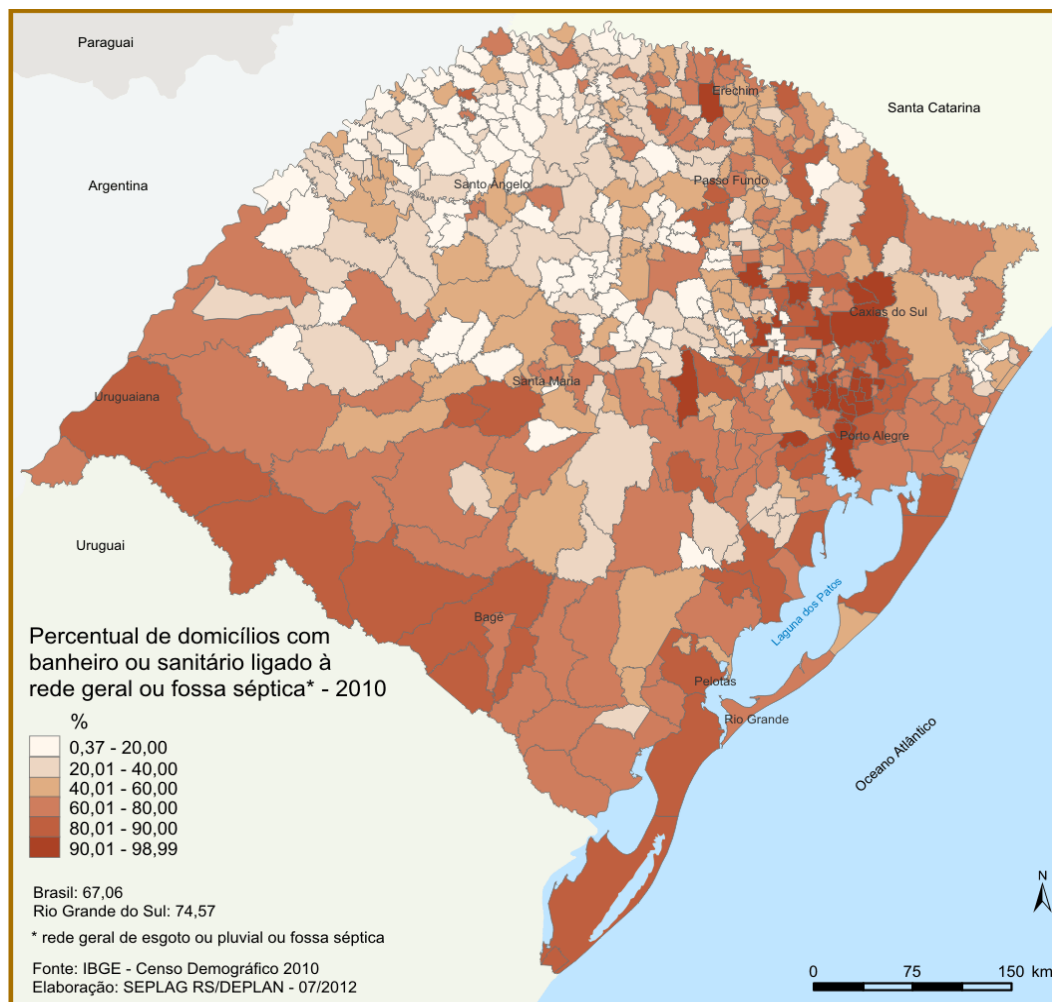 Paraguai
Santa Catarina
Erechim
Argentina
Santo Ângelo
Passo Fundo
Caxias do Sul
Santa Maria
Uruguaiana
Porto Alegre
Uruguai
Bagé
Laguna dos Patos
Pelotas
Rio Grande
Oceano Atlântico
Percentual de domicílios com
banheiro ou sanitário ligado à
rede geral ou fossa séptica* - 2010
%
0,37 - 20,00
20,01 - 40,00
40,01 - 60,00
60,01 - 80,00
80,01 - 90,00
90,01 - 98,99
Brasil: 67,06
Rio Grande do Sul: 74,57
* rede geral de esgoto ou pluvial ou fossa séptica
Fonte: IBGE - Censo Demográfico 2010
Elaboração: SEPLAG RS/DEPLAN - 07/2012
N
0 75 150 km